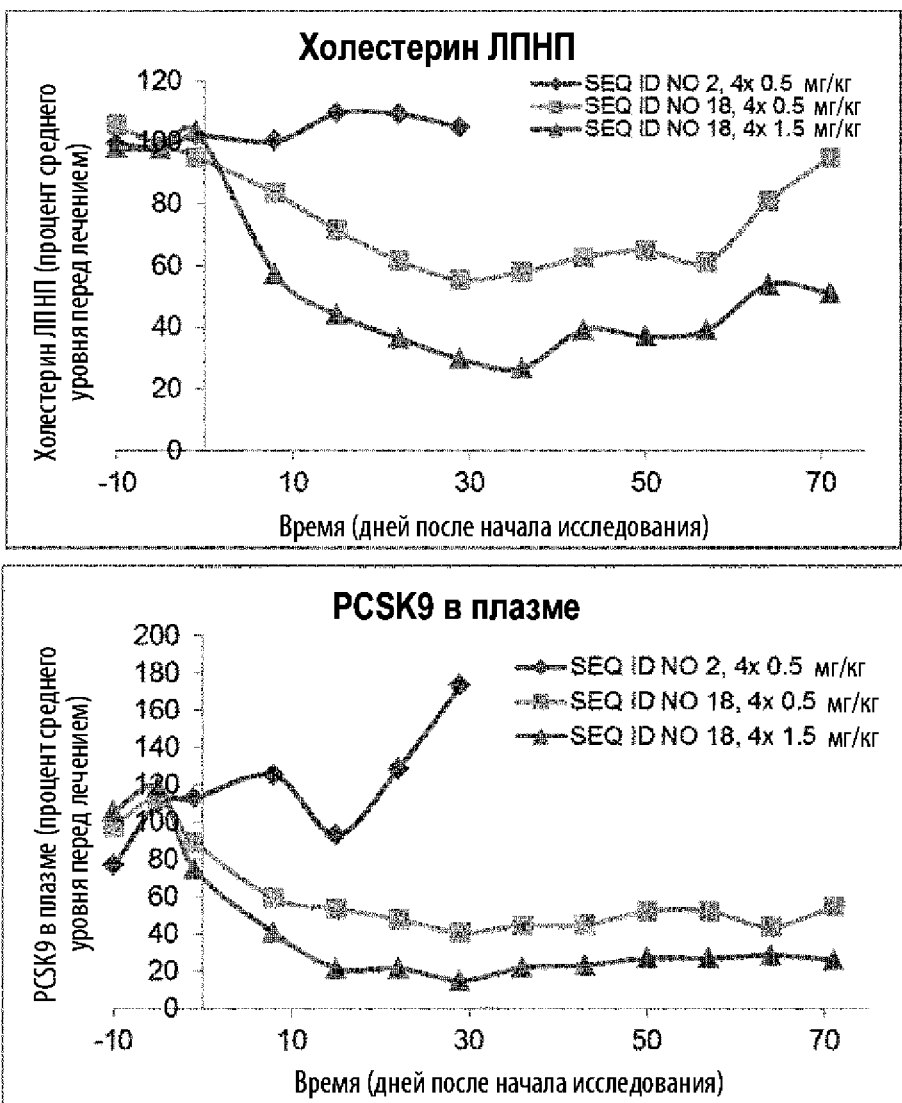 Холестерин ЛПНП
Холестерин ЛПНП (процент среднего
уровня перед лечением)
120
100
80
60
40
20
0
SEQ ID NO 2, 4x 0.5 мг/кг
SEQ ID NO 18, 4x 0.5 мг/кг
SEQ ID NO 18, 4x 1.5 мг/кг
-10 10 30 50 70
Время (дней после начала исследования)
PCSK9 в плазме
PCSK9 в плазме (процент среднего
уровня перед лечением)
200
180
160
140
120
100
80
60
40
20
0
SEQ ID NO 2, 4x 0.5 мг/кг
SEQ ID NO 18, 4x 0.5 мг/кг
SEQ ID NO 18, 4x 1.5 мг/кг
-10 10 30 50 70
Время (дней после начала исследования)